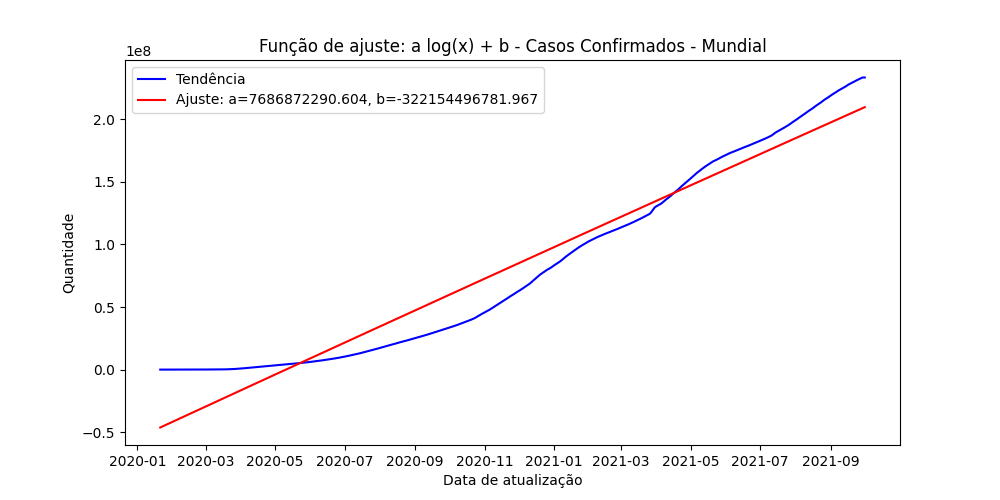 Função de ajuste: a log(x) + b - Casos Confirmados - Mundial
1e8
Tendência
Ajuste: a=7686872290.604, b=-322154496781.967
2.0
1.5
1.0
0.5
0.0
−0.5
Quantidade
2020-01 2020-03 2020-05 2020-07 2020-09 2020-11 2021-01 2021-03 2021-05 2021-07 2021-09
Data de atualização